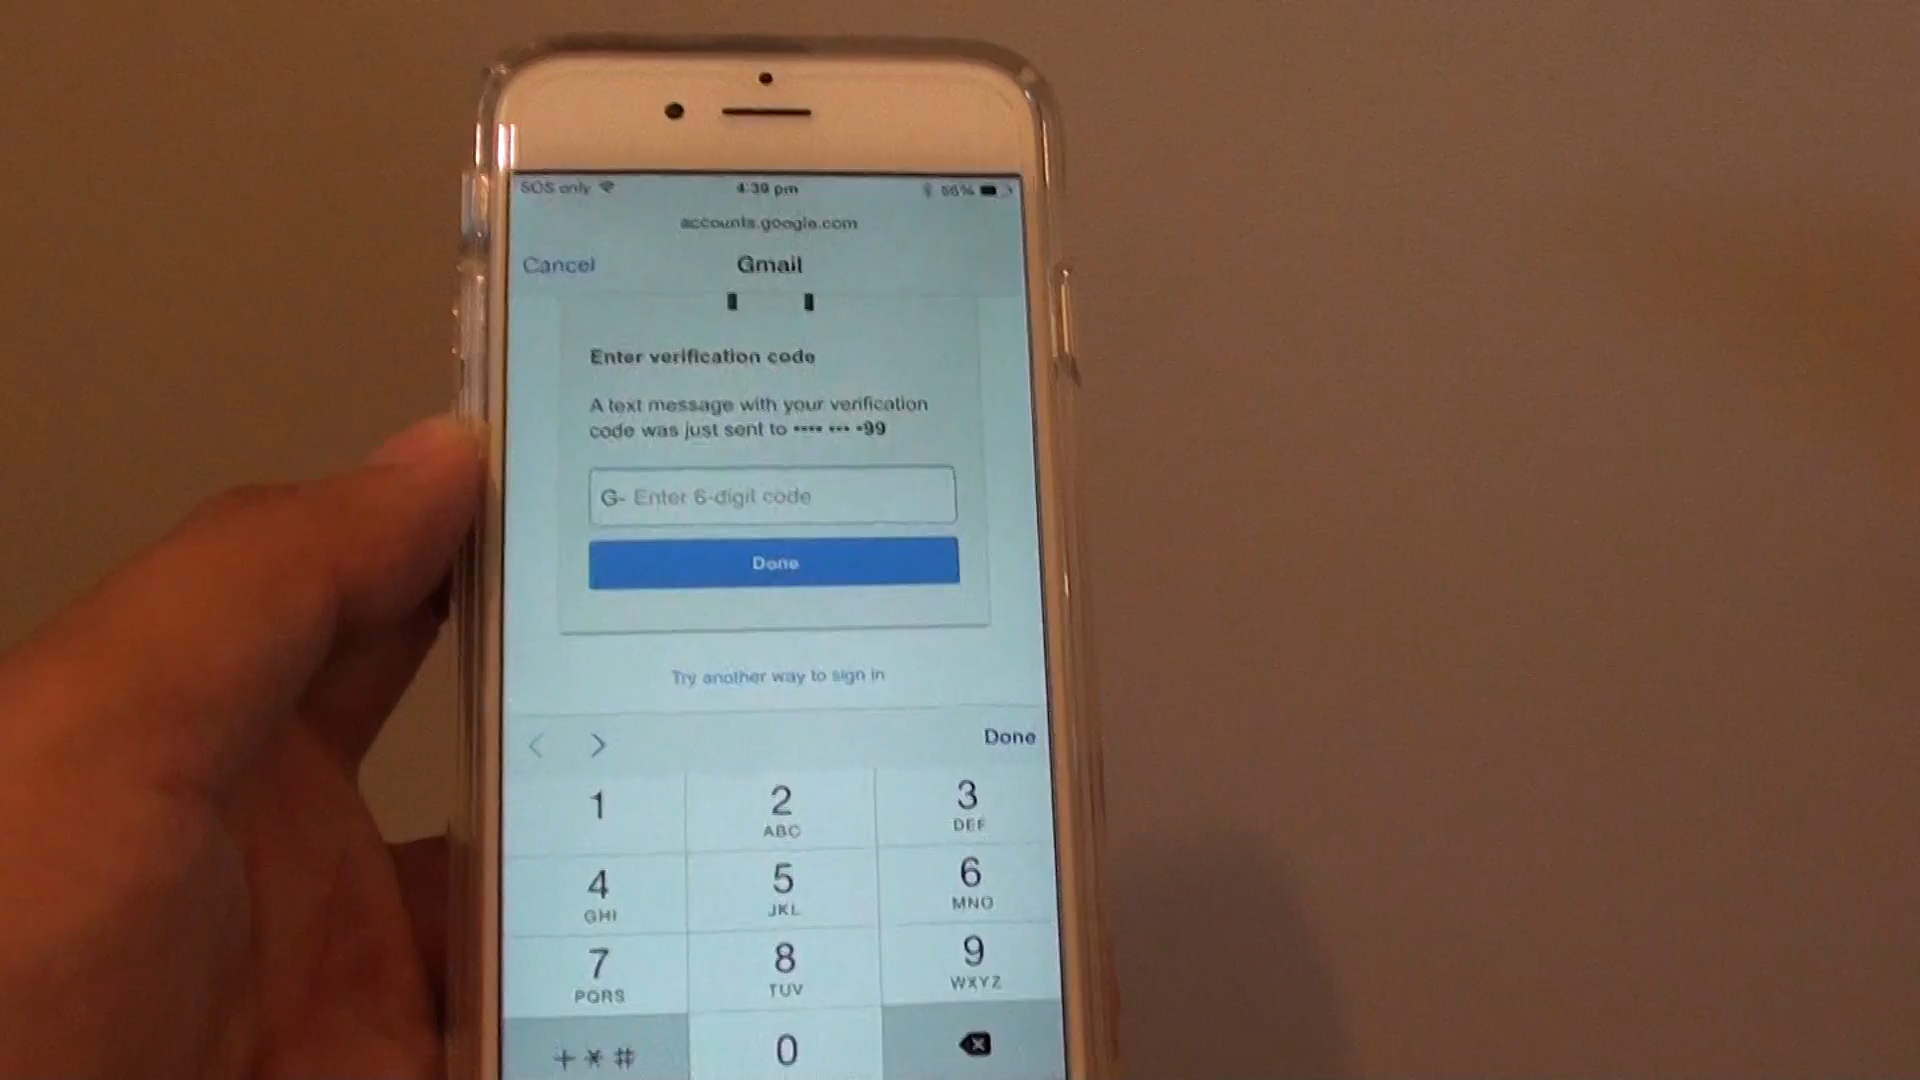 SOS only 4:39 pm 56%
accounts.google.com
Cancel Gmail
Enter verification code
A text message with your verification
code was just sent to •••• ••• •99
G- Enter 6-digit code
Done
Try another way to sign in
Done
1 2 3
ABC DEF
4 5 6
GHI JKL MNO
7 8 9
PQRS TUV WXYZ
+ * # 0